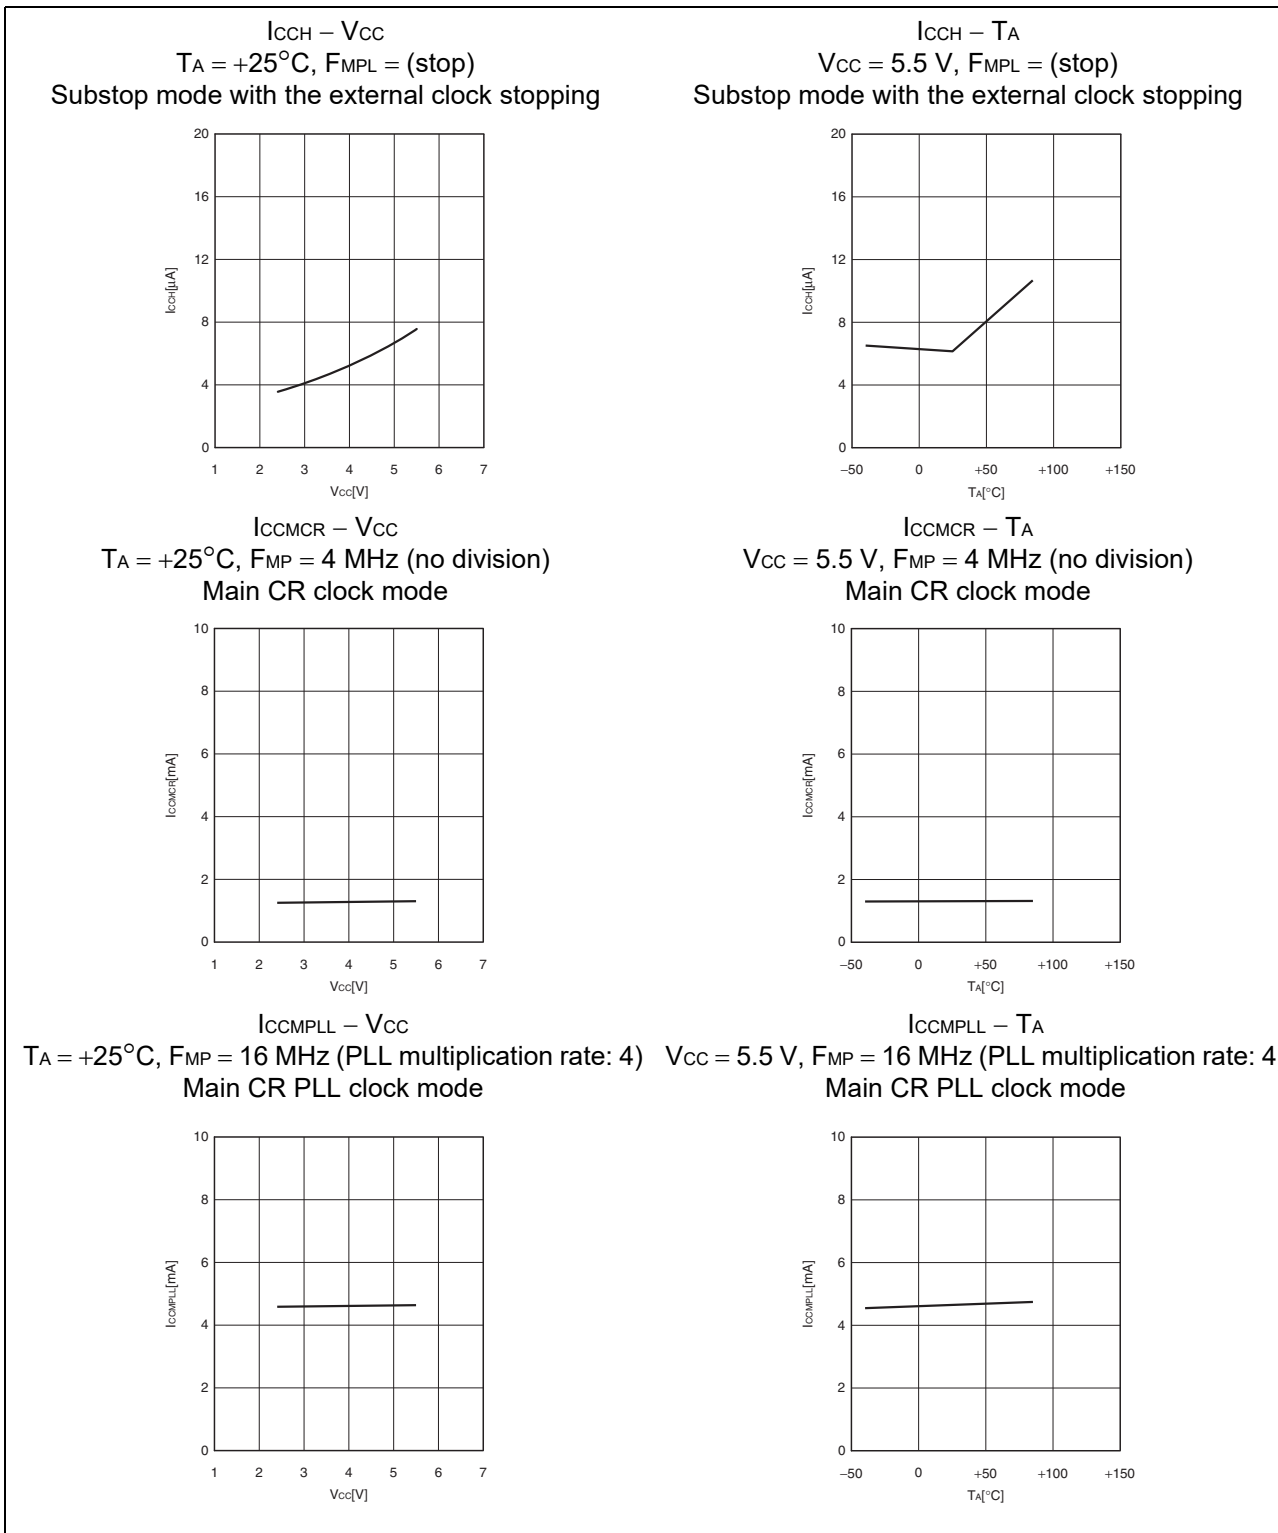 ICCH – VCC
TA = +25°C, FMPL = (stop)
Substop mode with the external clock stopping
20
16
12
8
4
0
ICCH[µA]
1 2 3 4 5 6 7
VCC[V]
ICCH – TA
VCC = 5.5 V, FMPL = (stop)
Substop mode with the external clock stopping
20
16
12
8
4
0
ICCH[µA]
−50 0 +50 +100 +150
TA[°C]
ICCMCR – VCC
TA = +25°C, FMP = 4 MHz (no division)
Main CR clock mode
10
8
6
4
2
0
ICCMCR[mA]
1 2 3 4 5 6 7
VCC[V]
ICCMCR – TA
VCC = 5.5 V, FMP = 4 MHz (no division)
Main CR clock mode
10
8
6
4
2
0
ICCMCR[mA]
−50 0 +50 +100 +150
TA[°C]
ICCMPLL – VCC
TA = +25°C, FMP = 16 MHz (PLL multiplication rate: 4)
Main CR PLL clock mode
10
8
6
4
2
0
ICCMPLL[mA]
1 2 3 4 5 6 7
VCC[V]
ICCMPLL – TA
VCC = 5.5 V, FMP = 16 MHz (PLL multiplication rate: 4
Main CR PLL clock mode
10
8
6
4
2
0
ICCMPLL[mA]
−50 0 +50 +100 +150
TA[°C]